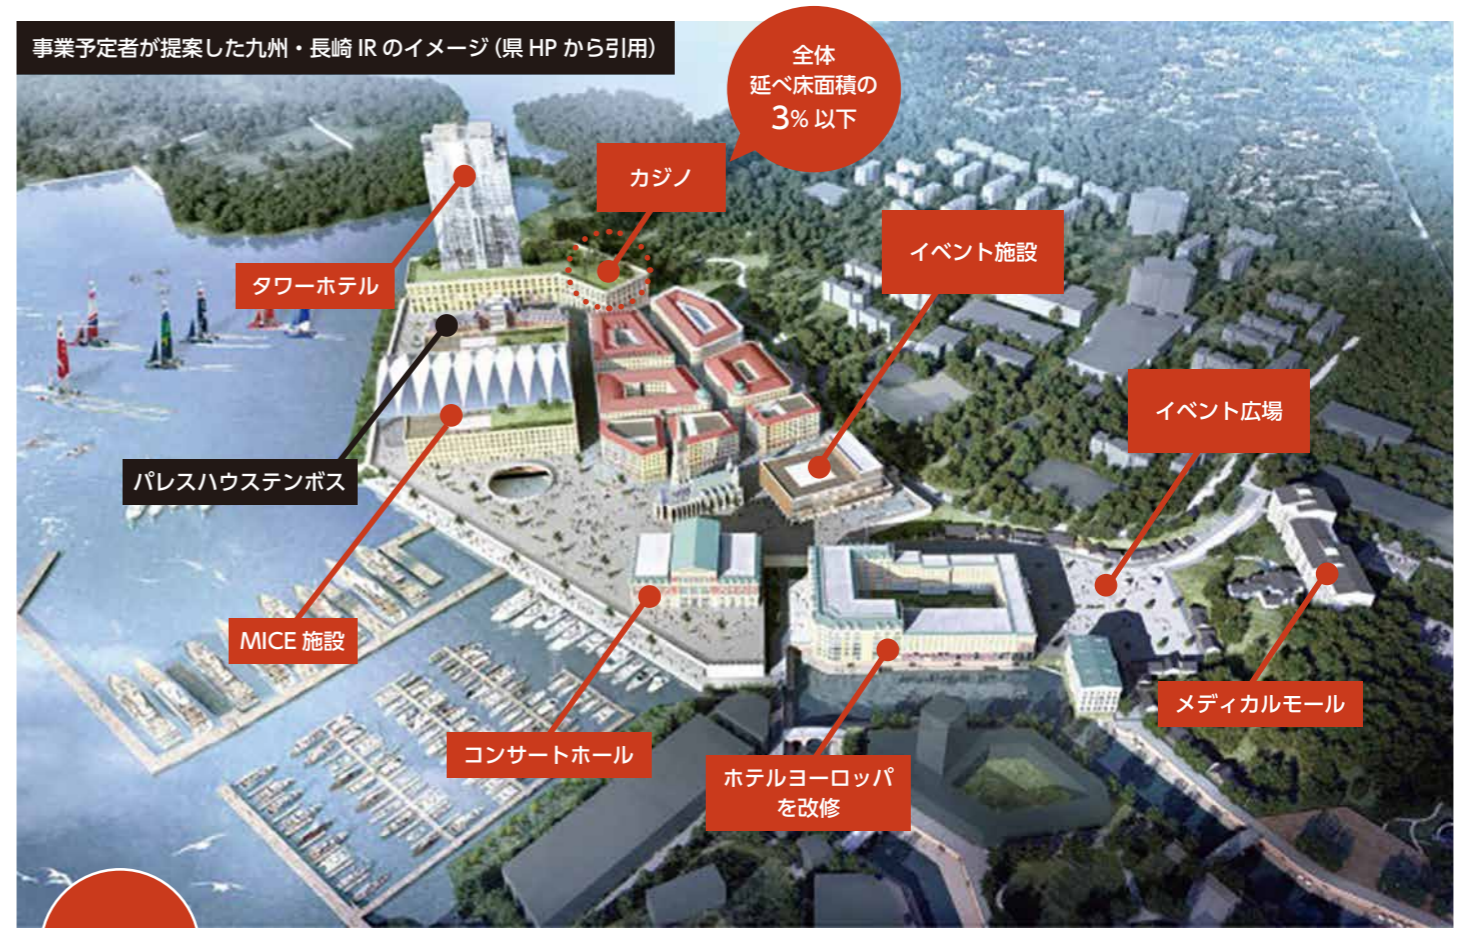 事業予定者が提案した九州・長崎 IR のイメージ（県 HP から引用）
全体
延べ床面積の
3% 以下
カジノ
イベント施設
タワーホテル
イベント広場
パレスハウステンボス
MICE 施設
メディカルモール
コンサートホール
ホテルヨーロッパ
を改修